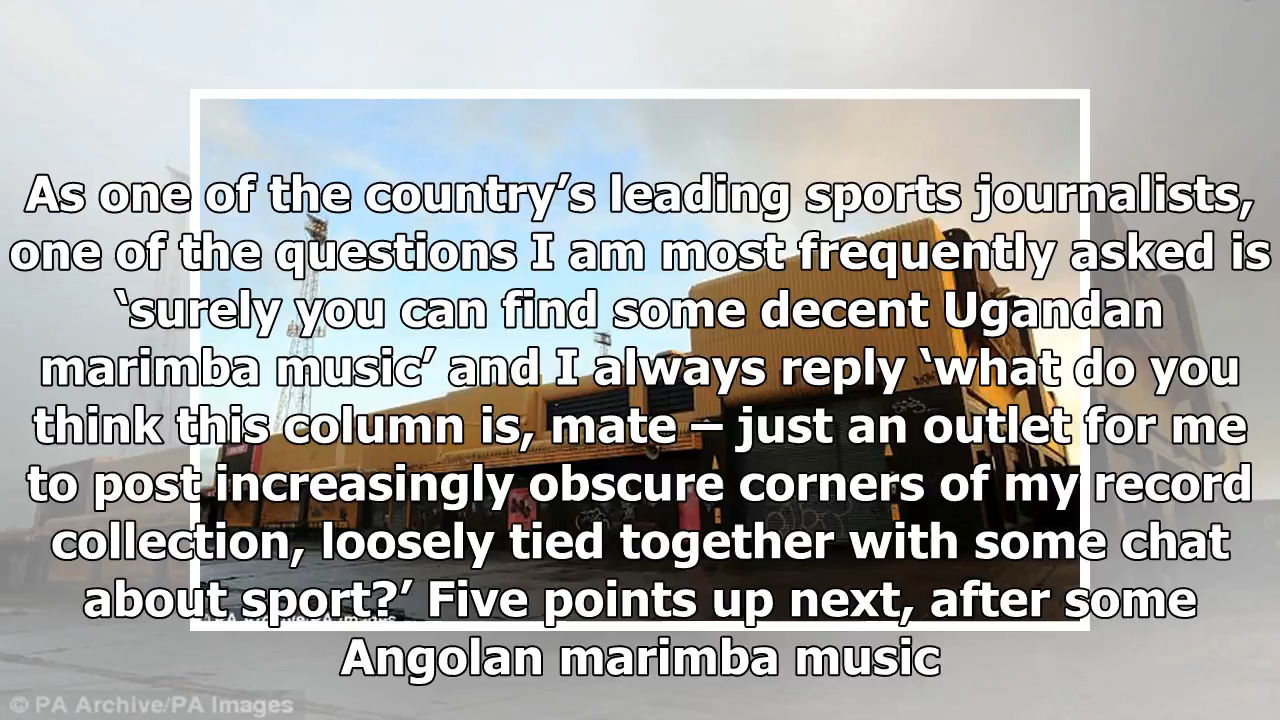 As one of the country’s leading sports journalists,
one of the questions I am most frequently asked is
‘surely you can find some decent Ugandan
marimba music’ and I always reply ‘what do you
think this column is, mate – just an outlet for me
to post increasingly obscure corners of my record
collection, loosely tied together with some chat
about sport?’ Five points up next, after some
Angolan marimba music
© PA Archive/PA Images